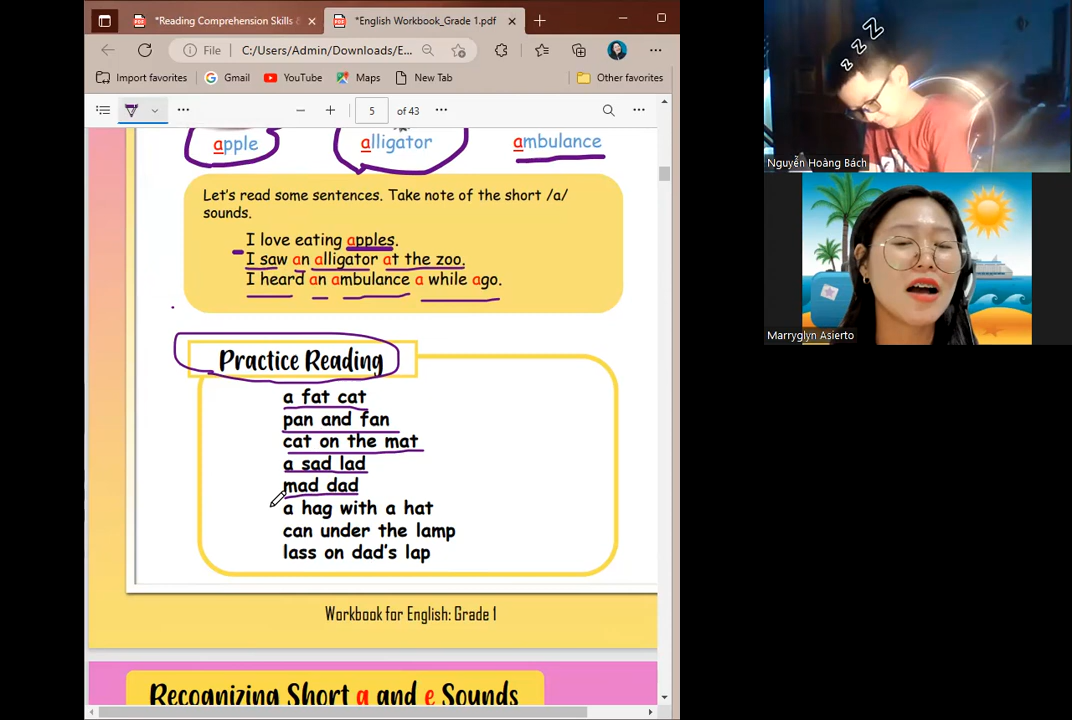 *Reading Comprehension Skills &
*English Workbook_Grade 1.pdf
File
C:/Users/Admin/Downloads/E...
Import favorites
Gmail
YouTube
Maps
New Tab
Other favorites
5 of 43
apple
alligator
ambulance
Let's read some sentences. Take note of the short /a/
sounds.
I love eating apples.
I saw an alligator at the zoo.
I heard an ambulance a while ago.
Practice Reading
a fat cat
pan and fan
cat on the mat
a sad lad
mad dad
a hag with a hat
can under the lamp
lass on dad's lap
Workbook for English: Grade 1
Recognizing Short a and e Sounds
z z Z
Nguyễn Hoàng Bách
Marryglyn Asierto